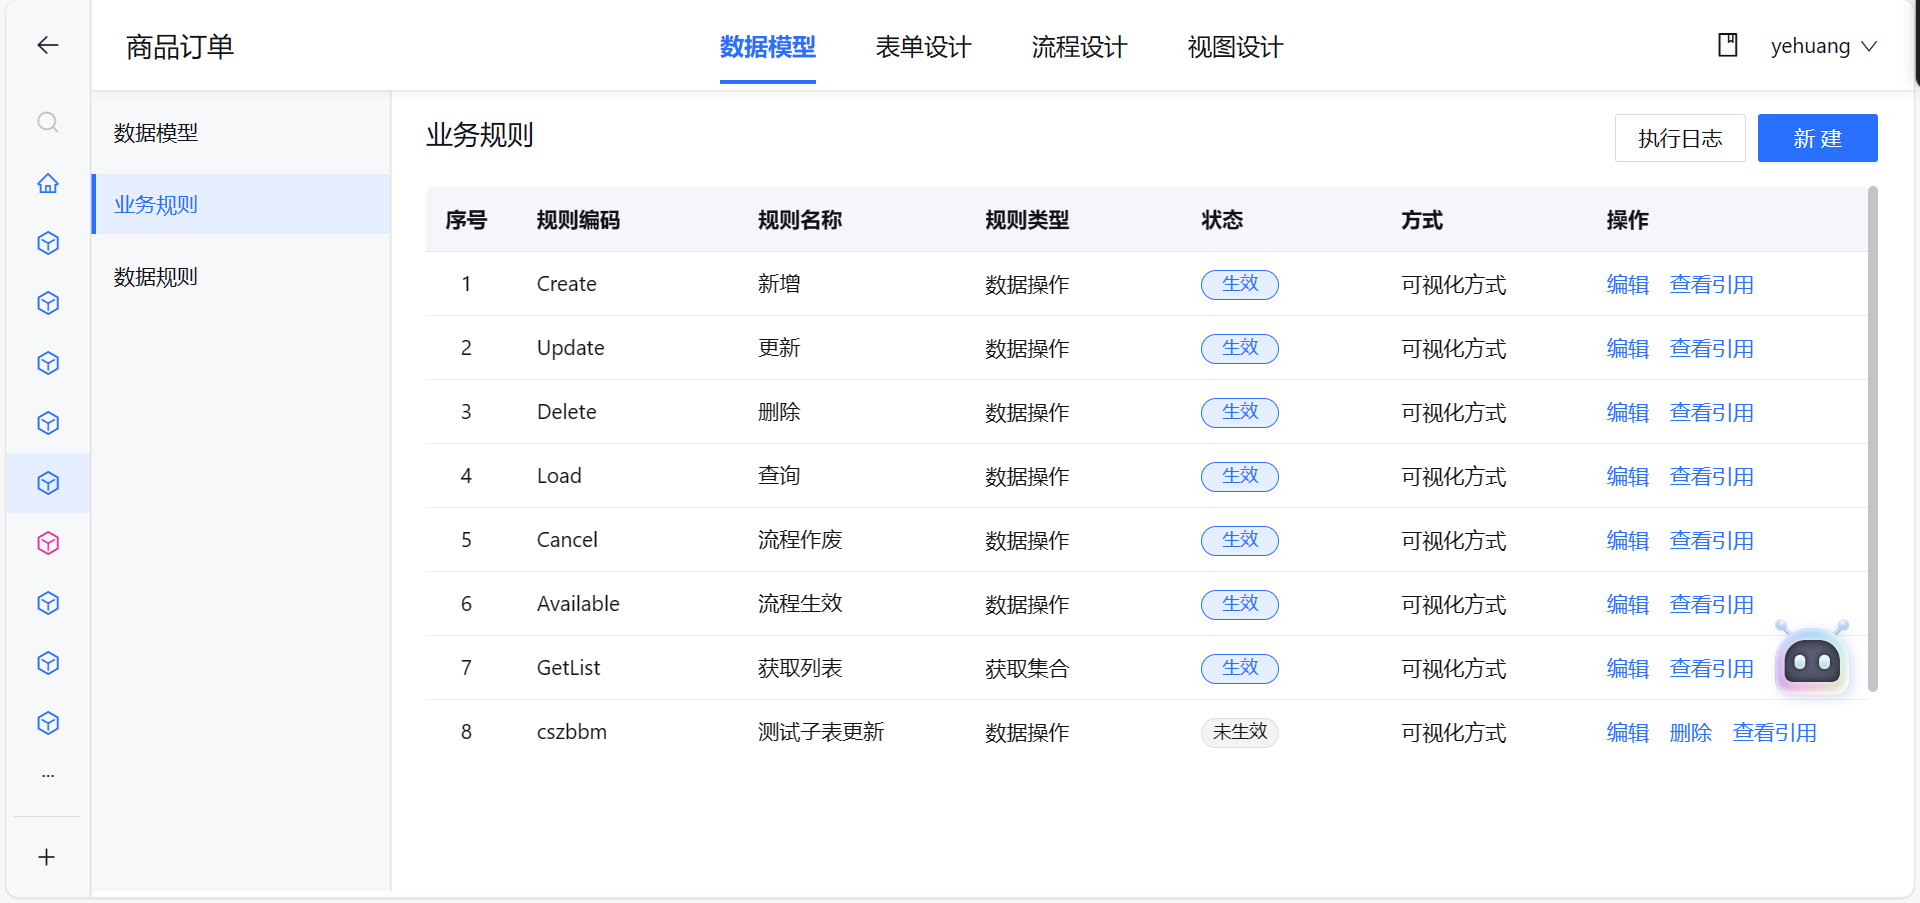 商品订单 数据模型 表单设计 流程设计 视图设计 yehuang
数据模型
业务规则
数据规则
业务规则 执行日志 新 建
序号 规则编码 规则名称 规则类型 状态 方式 操作
1 Create 新增 数据操作 生效 可视化方式 编辑 查看引用
2 Update 更新 数据操作 生效 可视化方式 编辑 查看引用
3 Delete 删除 数据操作 生效 可视化方式 编辑 查看引用
4 Load 查询 数据操作 生效 可视化方式 编辑 查看引用
5 Cancel 流程作废 数据操作 生效 可视化方式 编辑 查看引用
6 Available 流程生效 数据操作 生效 可视化方式 编辑 查看引用
7 GetList 获取列表 获取集合 生效 可视化方式 编辑 查看引用
8 cszbbm 测试子表更新 数据操作 未生效 可视化方式 编辑 删除 查看引用